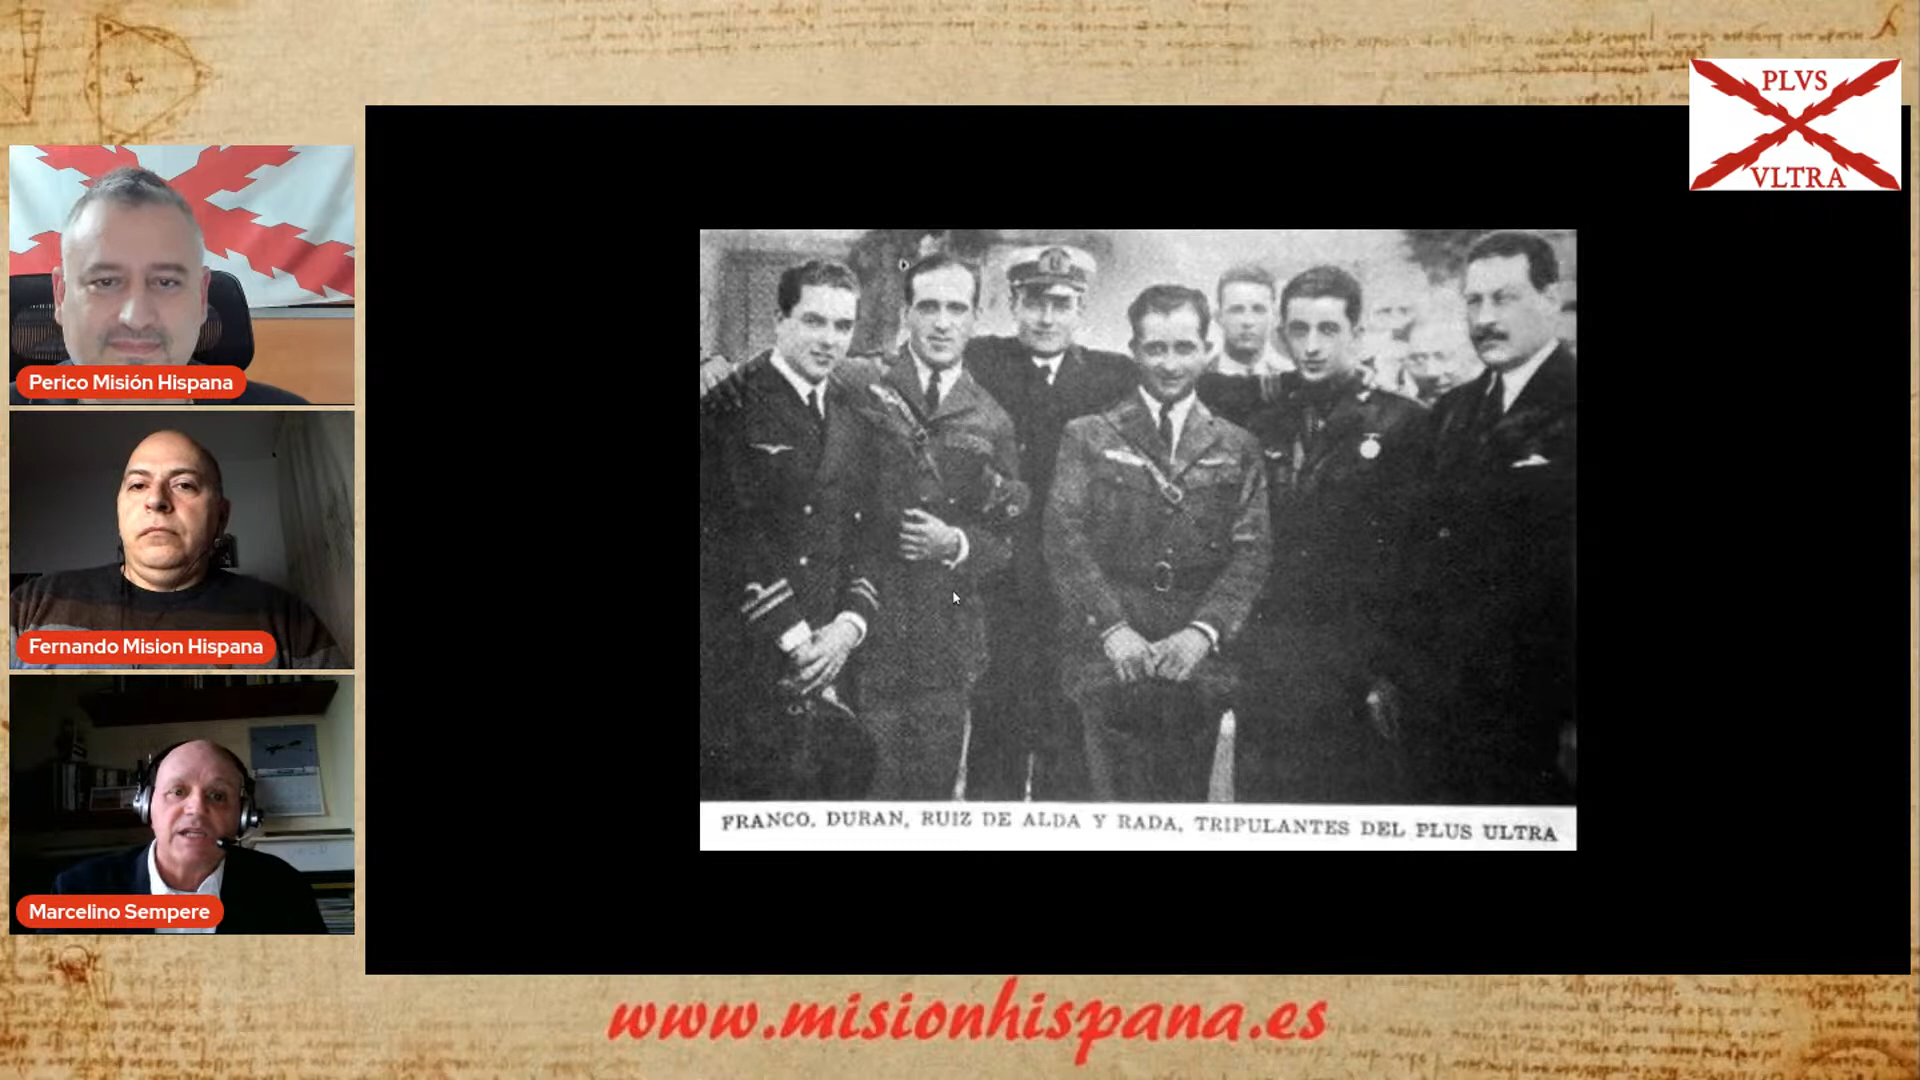 PLVS
VLTRA
Perico Misión Hispana
Fernando Mision Hispana
Marcelino Sempere
FRANCO, DURAN, RUIZ DE ALDA Y RADA, TRIPULANTES DEL PLUS ULTRA
www.misionhispana.es